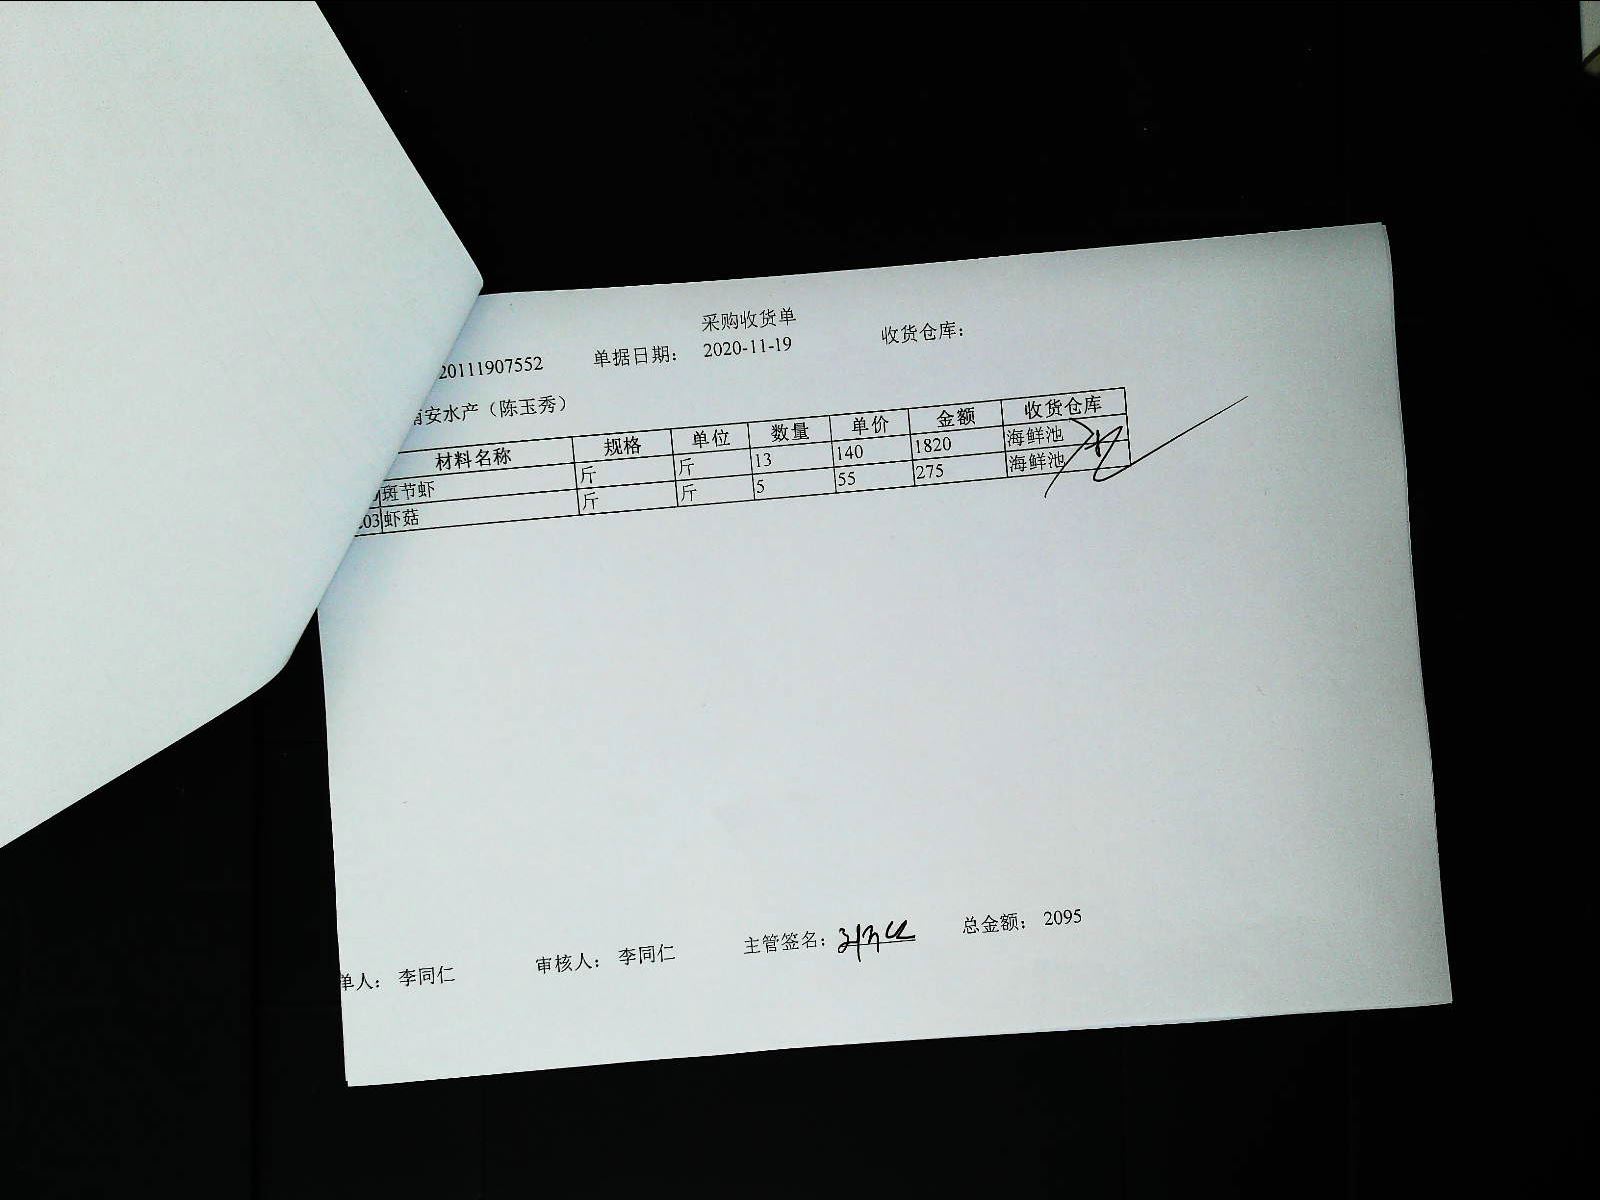 采购收货单
20111907552 单据日期： 2020-11-19 收货仓库：
南安水产（陈玉秀）
材料名称 规格 单位 数量 单价 金额 收货仓库
斑节虾 斤 斤 13 140 1820 海鲜池
03 虾菇 斤 斤 5 55 275 海鲜池
单人： 李同仁 审核人： 李同仁 主管签名： 总金额： 2095